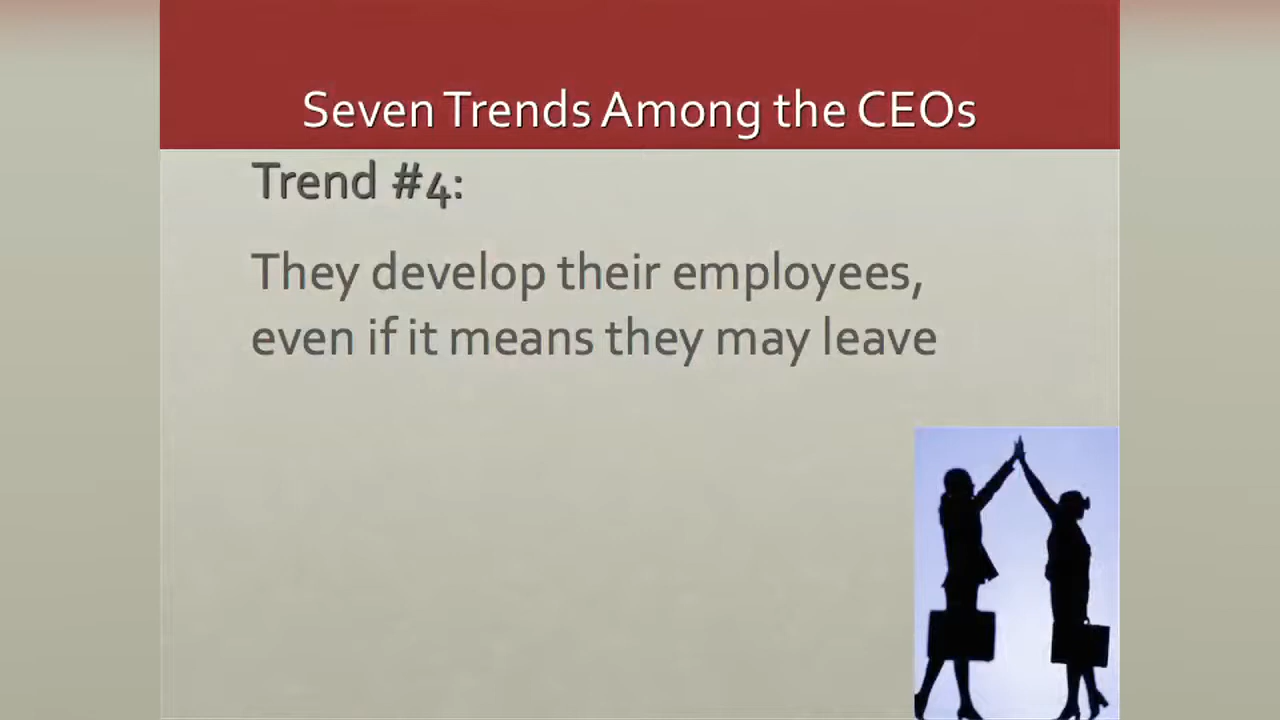 Seven Trends Among the CEOs
Trend #4:
They develop their employees,
even if it means they may leave